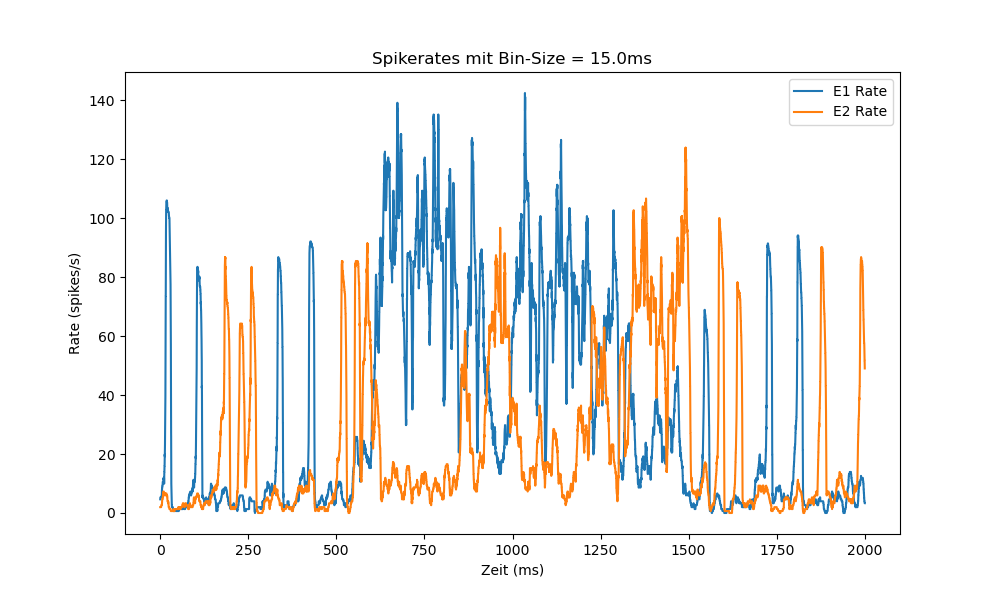 Spikerates mit Bin-Size = 15.0ms
E1 Rate
E2 Rate
Rate (spikes/s)
140
120
100
80
60
40
20
0
0 250 500 750 1000 1250 1500 1750 2000
Zeit (ms)